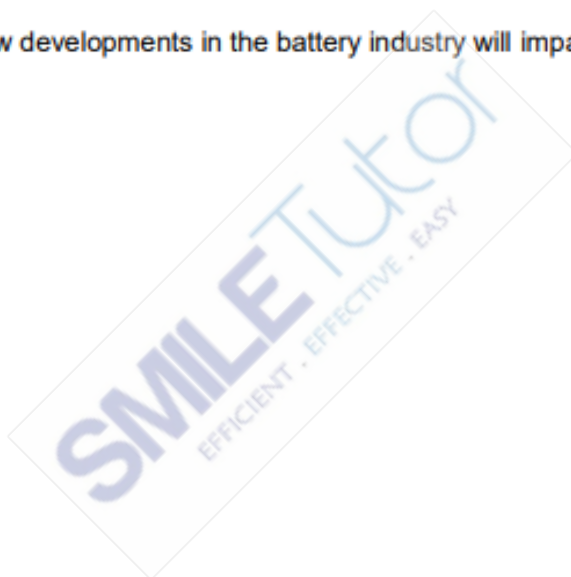 developments in the battery industry will
SMILETutor
EFFICIENT . EFFECTIVE . EASY